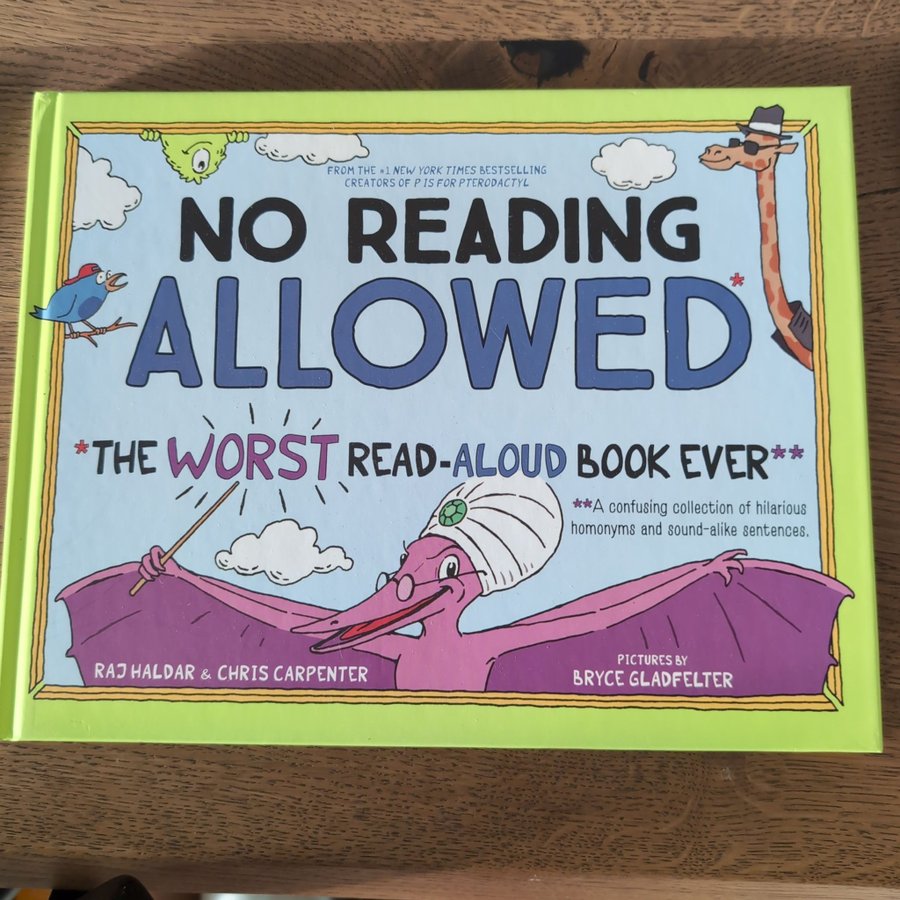 FROM THE #1 NEW YORK TIMES BESTSELLING
CREATORS OF P IS FOR PTERODACTYL
NO READING
ALLOWED*
*THE WORST READ-ALOUD BOOK EVER**
**A confusing collection of hilarious
homonyms and sound-alike sentences.
RAJ HALDAR & CHRIS CARPENTER
PICTURES BY
BRYCE GLADFELTER